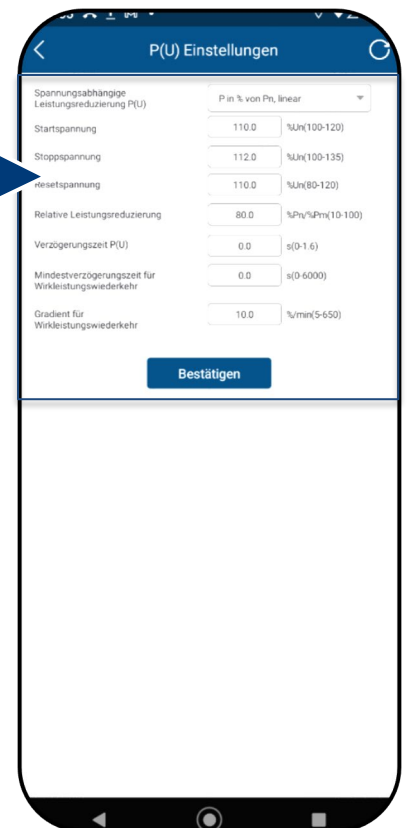 P(U) Einstellungen
Spannungsabhängige
Leistungsreduzierung P(U)
P in % von Pn, linear
Startspannung 110.0 %Un(100-120)
Stoppspannung 112.0 %Un(100-135)
Resetspannung 110.0 %Un(80-120)
Relative Leistungsreduzierung 80.0 %Pn/%Pm(10-100)
Verzögerungszeit P(U) 0.0 s(0-1.6)
Mindestverzögerungszeit für
Wirkleistungswiederkehr
0.0 s(0-6000)
Gradient für
Wirkleistungswiederkehr
10.0 %/min(5-650)
Bestätigen